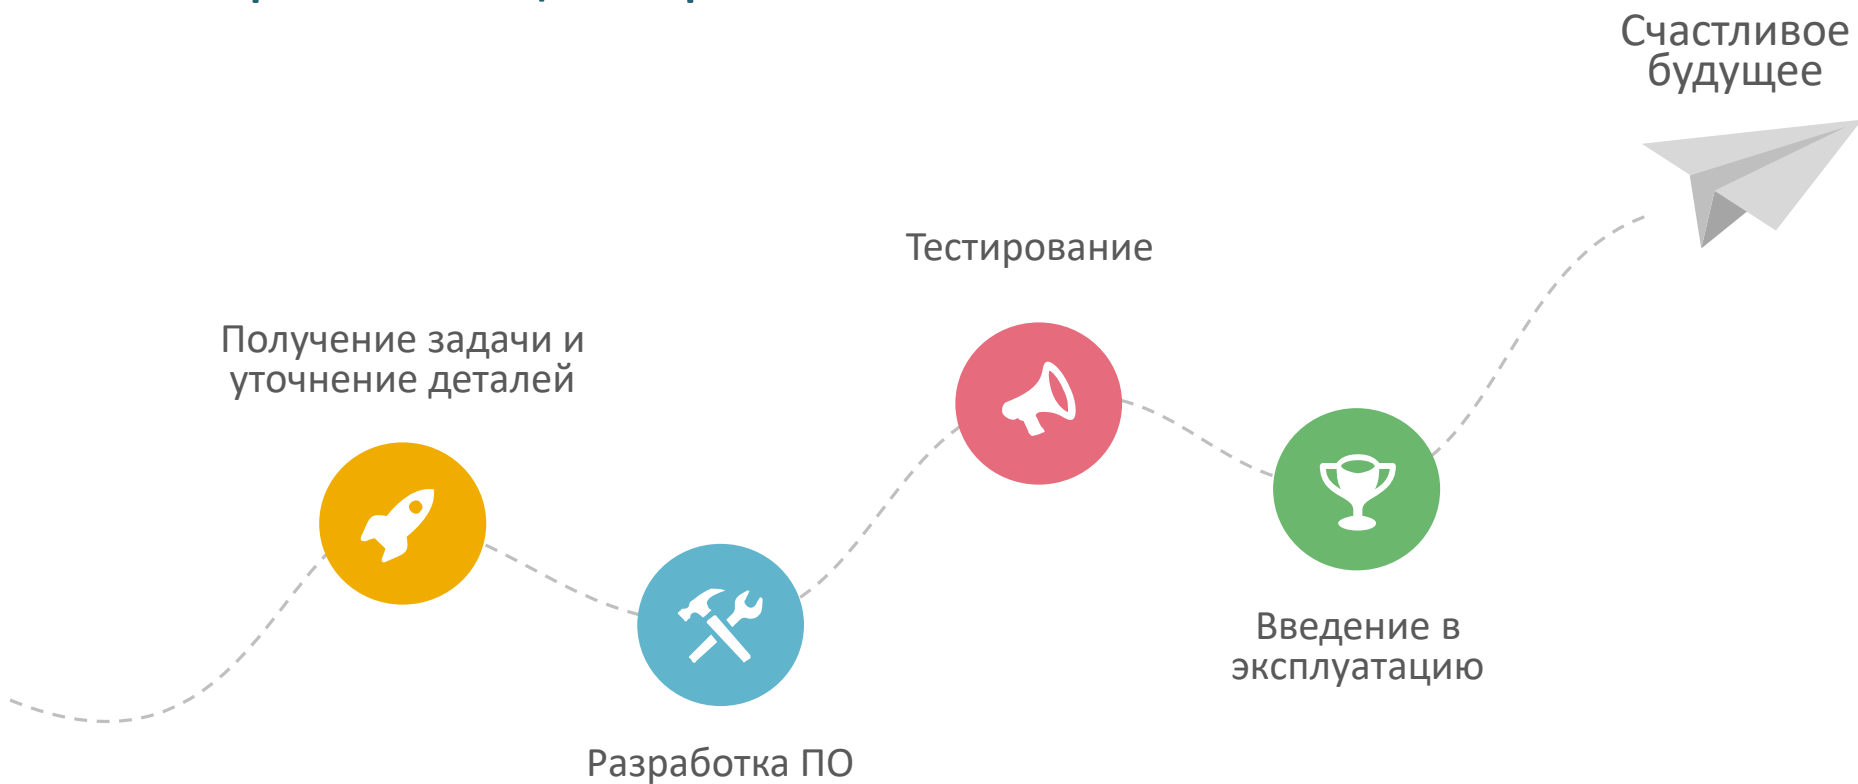 Счастливое
будущее
Тестирование
Получение задачи и
уточнение деталей
Введение в
эксплуатацию
Разработка ПО